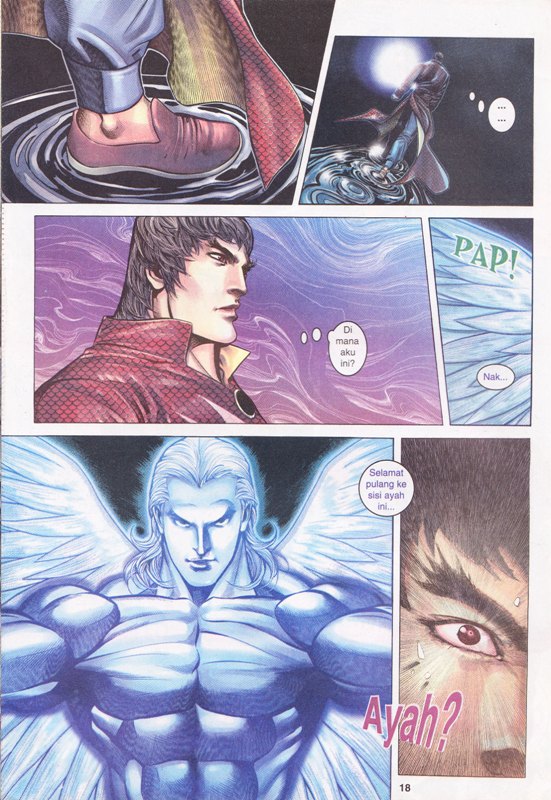 ...
...
Di
mana
aku
ini?
PAP!
Nak...
Selamat
pulang ke
sisi ayah
ini...
Ayah?
18